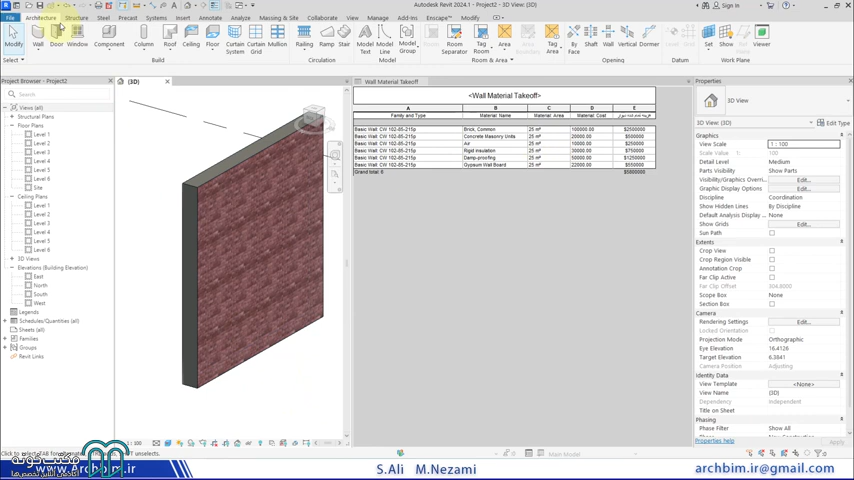 Autodesk Revit 2024.1 - Project2 - 3D View: {3D}
Sign In
File Architecture Structure Steel Precast Systems Insert Annotate Analyze Massing & Site Collaborate View Manage Add-Ins Enscape™ Modify
Modify Wall Door Window Component Column Roof Ceiling Floor Curtain System Curtain Grid Mullion Railing Ramp Stair Model Text Model Line Model Group Room Room Separator Tag Room Area Area Boundary Tag Area By Face Shaft Wall Vertical Dormer Set Show Viewer
Select Build Circulation Room & Area Opening Work Plane
Project Browser - Project2
Search
Views (all)
Structural Plans
Floor Plans
Level 1
Level 2
Level 3
Level 4
Level 5
Level 6
Site
Ceiling Plans
Level 1
Level 2
Level 3
Level 4
Level 5
Level 6
3D Views
Elevations (Building Elevation)
East
North
South
West
Legends
Schedules/Quantities (all)
Sheets (all)
Families
Groups
Revit Links
{3D}
1 : 100
Wall Material Takeoff
<Wall Material Takeoff>
A B C D E
Family and Type Material Name Material Area Material Cost
Basic Wall: CW 102-85-215p Brick, Common 25 m² 100000.00 $2500000
Basic Wall: CW 102-85-215p Concrete Masonry Units 25 m² 20000.00 $500000
Basic Wall: CW 102-85-215p Air 25 m² 10000.00 $250000
Basic Wall: CW 102-85-215p Rigid insulation 25 m² 30000.00 $750000
Basic Wall: CW 102-85-215p Damp-proofing 25 m² 50000.00 $1250000
Basic Wall: CW 102-85-215p Gypsum Wall Board 25 m² 22000.00 $550000
Grand total: 6 $5800000
Properties
3D View
3D View: {3D} Edit Type
Graphics
View Scale 1 : 100
Scale Value 1: 100
Detail Level Medium
Parts Visibility Show Parts
Visibility/Graphics Overri... Edit...
Graphic Display Options Edit...
Discipline Coordination
Show Hidden Lines By Discipline
Default Analysis Display ... None
Show Grids Edit...
Sun Path
Extents
Crop View
Crop Region Visible
Annotation Crop
Far Clip Active
Far Clip Offset 304.8000
Scope Box None
Section Box
Camera
Rendering Settings Edit...
Locked Orientation
Projection Mode Orthographic
Eye Elevation 16.4126
Target Elevation 6.3841
Camera Position Adjusting
Identity Data
View Template <None>
View Name {3D}
Dependency Independent
Title on Sheet
Phasing
Phase Filter Show All
Properties help Apply
Main Model
www.Archbim.ir
S.Ali M.Nezami
archbim.ir@gmail.com